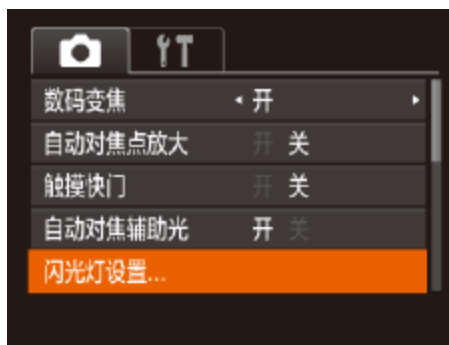 数码变焦 开
自动对焦点放大 开 关
触摸快门 开 关
自动对焦辅助光 开 关
闪光灯设置...